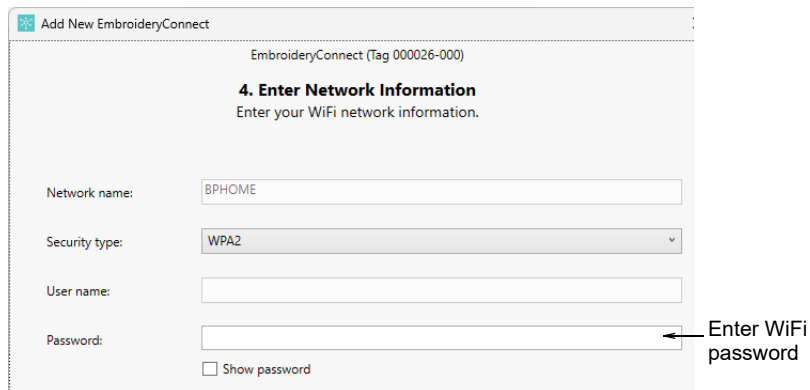 Add New EmbroideryConnect
EmbroideryConnect (Tag 000026-000)
4. Enter Network Information
Enter your WiFi network information.
Network name:
BPHOME
Security type:
WPA2
User name:
Password:
Enter WiFi
password
Show password